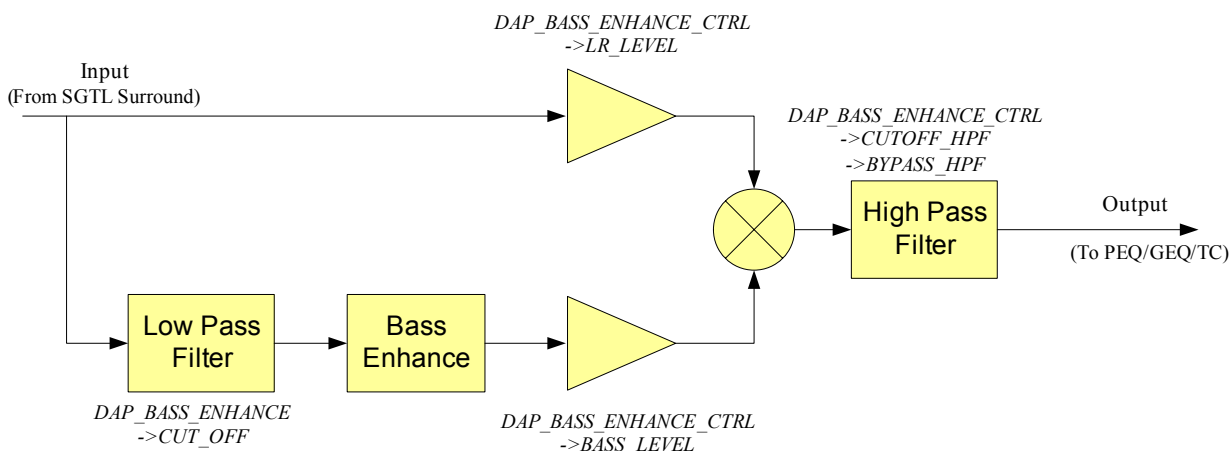 DAP_BASS_ENHANCE_CTRL
->LR_LEVEL
Input
(From SGTL Surround)
DAP_BASS_ENHANCE_CTRL
->CUTOFF_HPF
->BYPASS_HPF
High Pass
Filter
Output
(To PEQ/GEQ/TC)
Low Pass
Filter
Bass
Enhance
DAP_BASS_ENHANCE
->CUT_OFF
DAP_BASS_ENHANCE_CTRL
->BASS_LEVEL